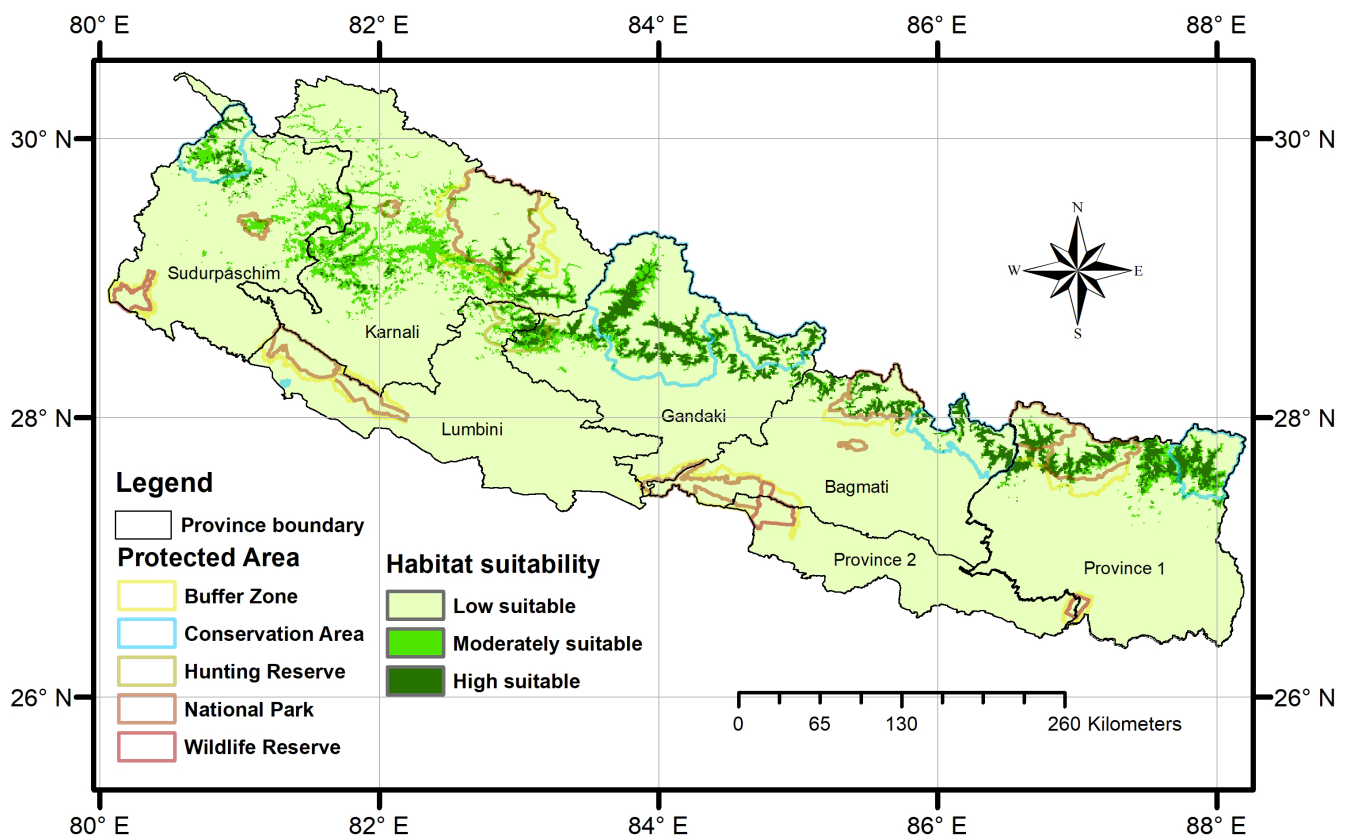 80° E 82° E 84° E 86° E 88° E
30° N 30° N
N
W E
S
Sudurpaschim
Karnali
28° N 28° N
Gandaki
Lumbini
Bagmati
Province 2
Province 1
Legend
Province boundary
Protected Area
Buffer Zone
Conservation Area
Hunting Reserve
National Park
Wildlife Reserve
Habitat suitability
Low suitable
Moderately suitable
High suitable
26° N 26° N
0 65 130 260 Kilometers
80° E 82° E 84° E 86° E 88° E